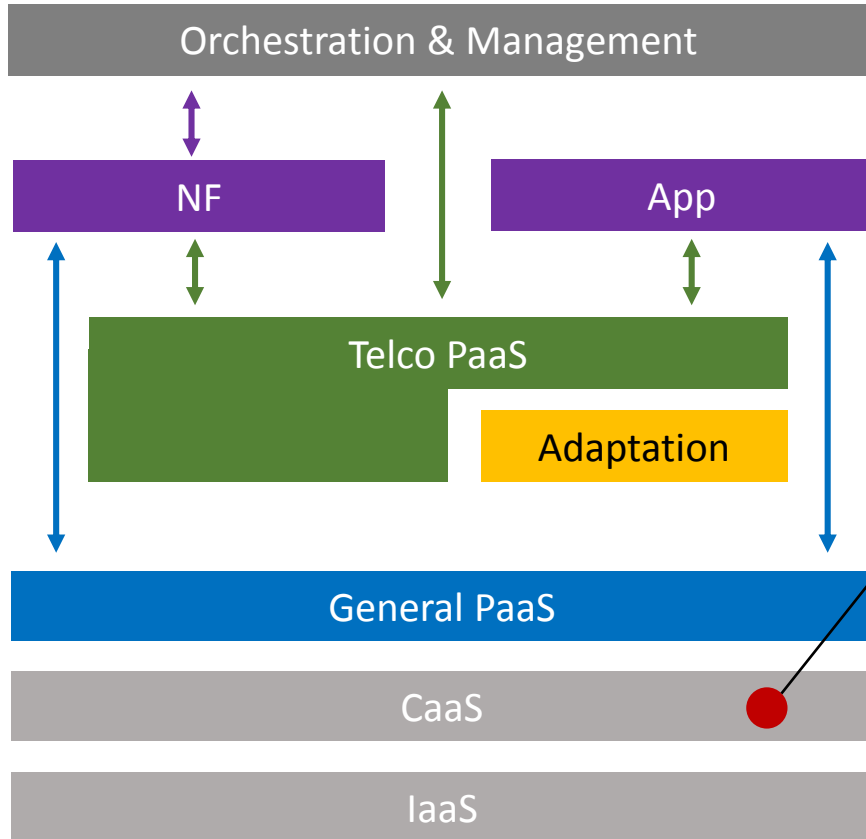 Orchestration & Management
NF
App
Telco PaaS
Adaptation
General PaaS
CaaS
IaaS